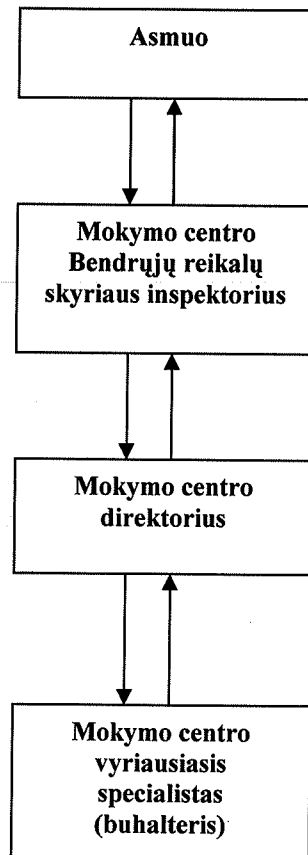 Asmuo
Mokymo centro
Bendrųjų reikalų
skyriaus inspektorius
Mokymo centro
direktorius
Mokymo centro
vyriausiasis
specialistas
(buhalteris)